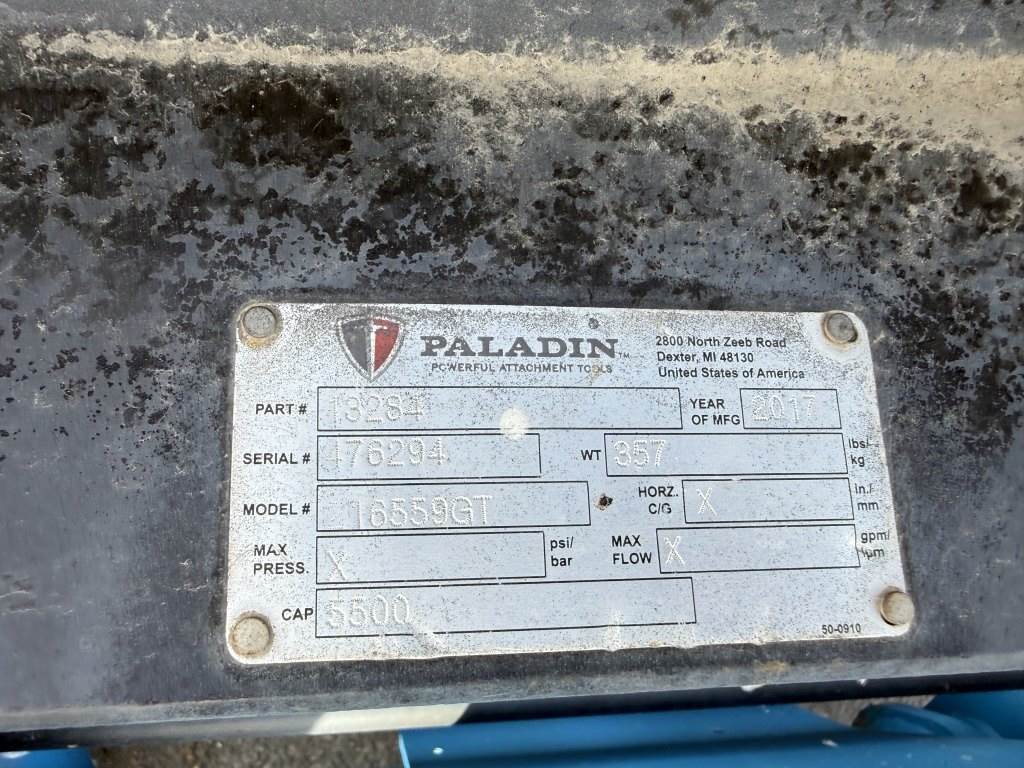 PALADIN™
POWERFUL ATTACHMENT TOOLS
2800 North Zeeb Road
Dexter, MI 48130
United States of America
PART # 13284
YEAR OF MFG 2017
SERIAL # 476294
WT 357 lbs/ kg
MODEL # 16559GT
HORZ. C/G X in./ mm
MAX PRESS. X psi/ bar
MAX FLOW X gpm/ lpm
CAP 5500
50-0910